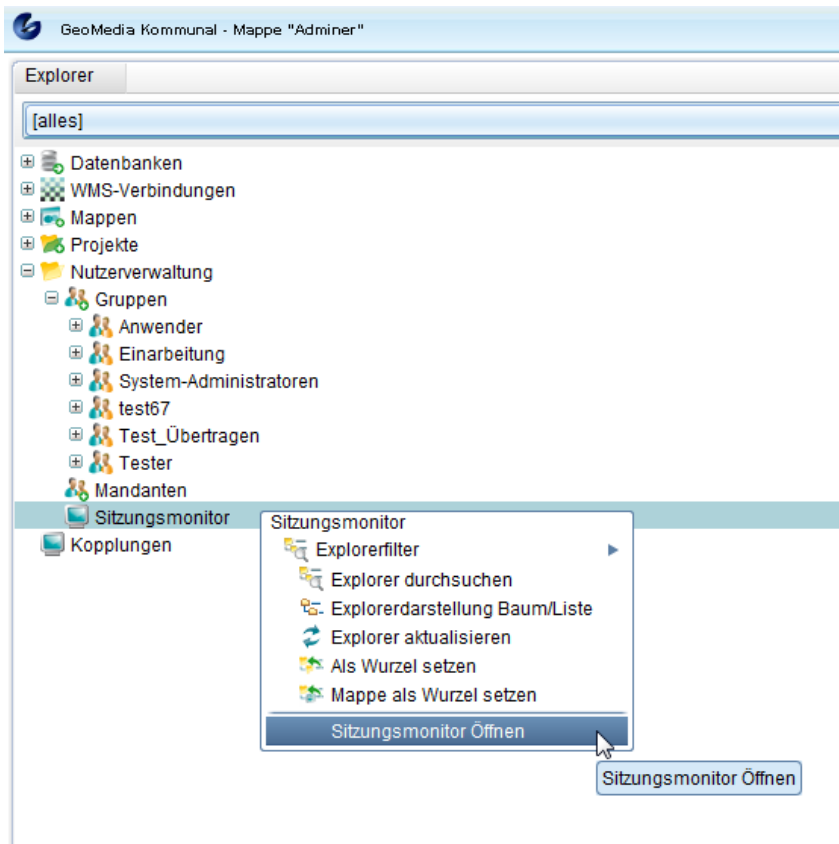 GeoMedia Kommunal - Mappe "Adminer"
Explorer
[alles]
Datenbanken
WMS-Verbindungen
Mappen
Projekte
Nutzerverwaltung
Gruppen
Anwender
Einarbeitung
System-Administratoren
test67
Test_Übertragen
Tester
Mandanten
Sitzungsmonitor
Kopplungen
Sitzungsmonitor
Explorerfilter
Explorer durchsuchen
Explorerdarstellung Baum/Liste
Explorer aktualisieren
Als Wurzel setzen
Mappe als Wurzel setzen
Sitzungsmonitor Öffnen
Sitzungsmonitor Öffnen